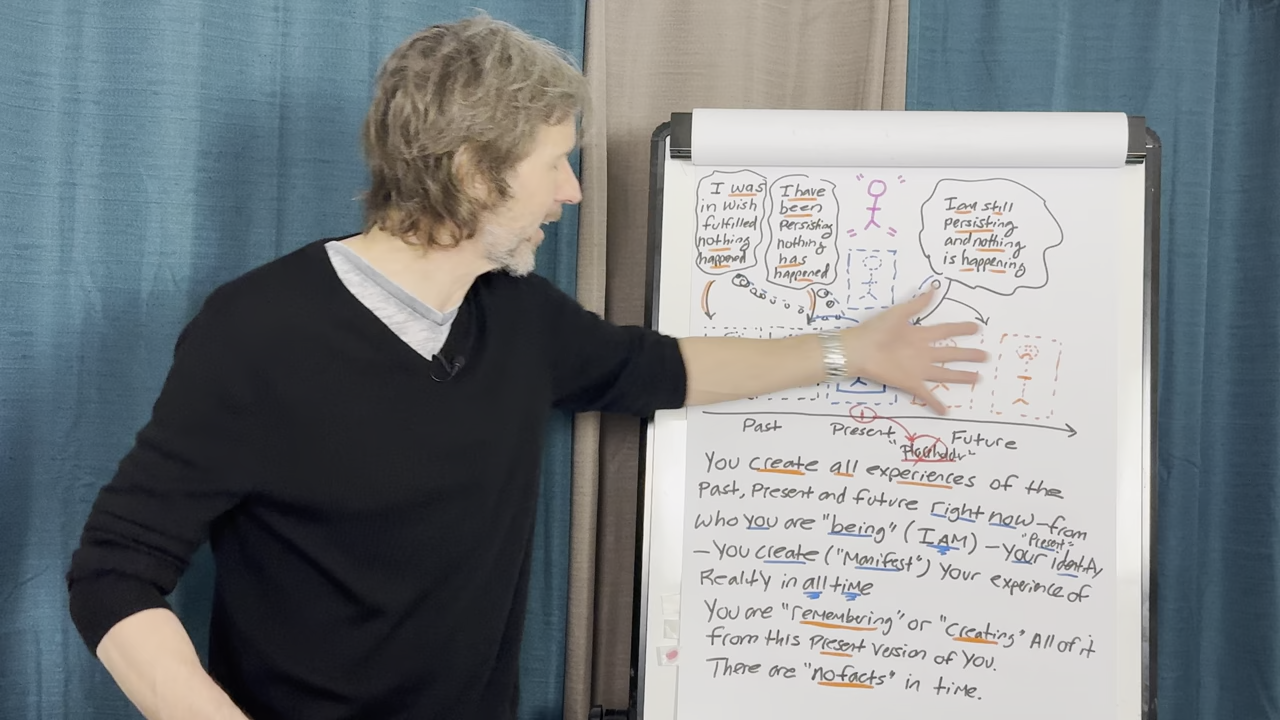 I was
in wish
fulfilled
nothing
happened
I have
been
Persisting
nothing
has
happened
I am still
persisting
and nothing
is happening
Past
Present
1
Future
"Placeholder"
You create all experiences of the
Past, Present and future right now–from
who you are "being" (I AM) – Your "Present" identity
– You create ("Manifest") Your experience of
Reality in all time
You are "remembering" or "creating" All of it
from this present version of You.
There are "no facts" in time.